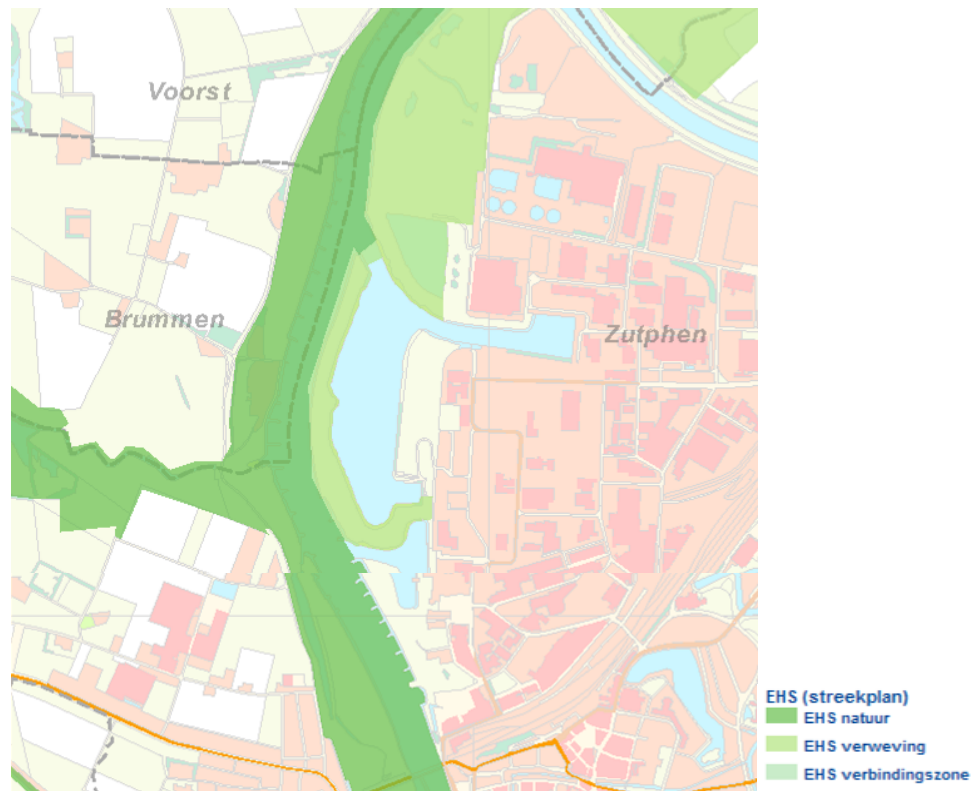 Voorst
Brummen
Zutphen
EHS (streekplan)
EHS natuur
EHS verweving
EHS verbindingszone